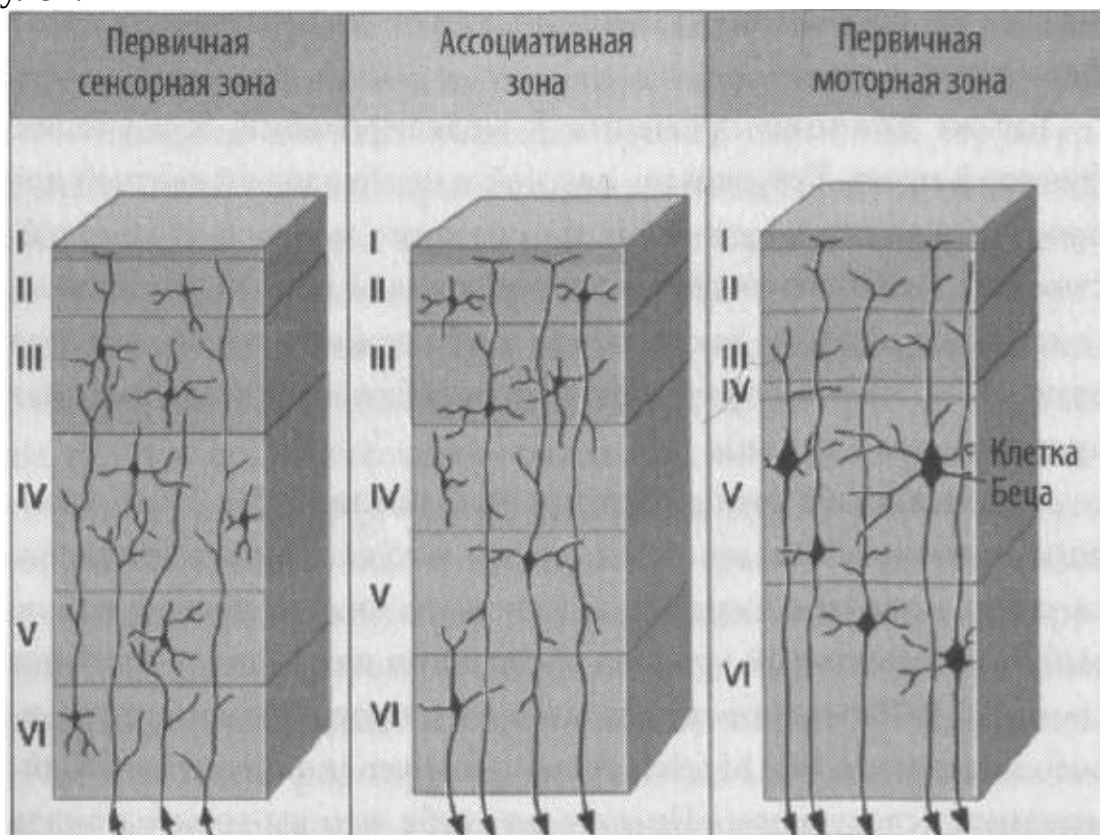 Первичная
сенсорная зона
Ассоциативная
зона
Первичная
моторная зона
I
II
III
IV
V
VI
I
II
III
IV
V
VI
I
II
III
IV
V
VI
Клетка
Беца